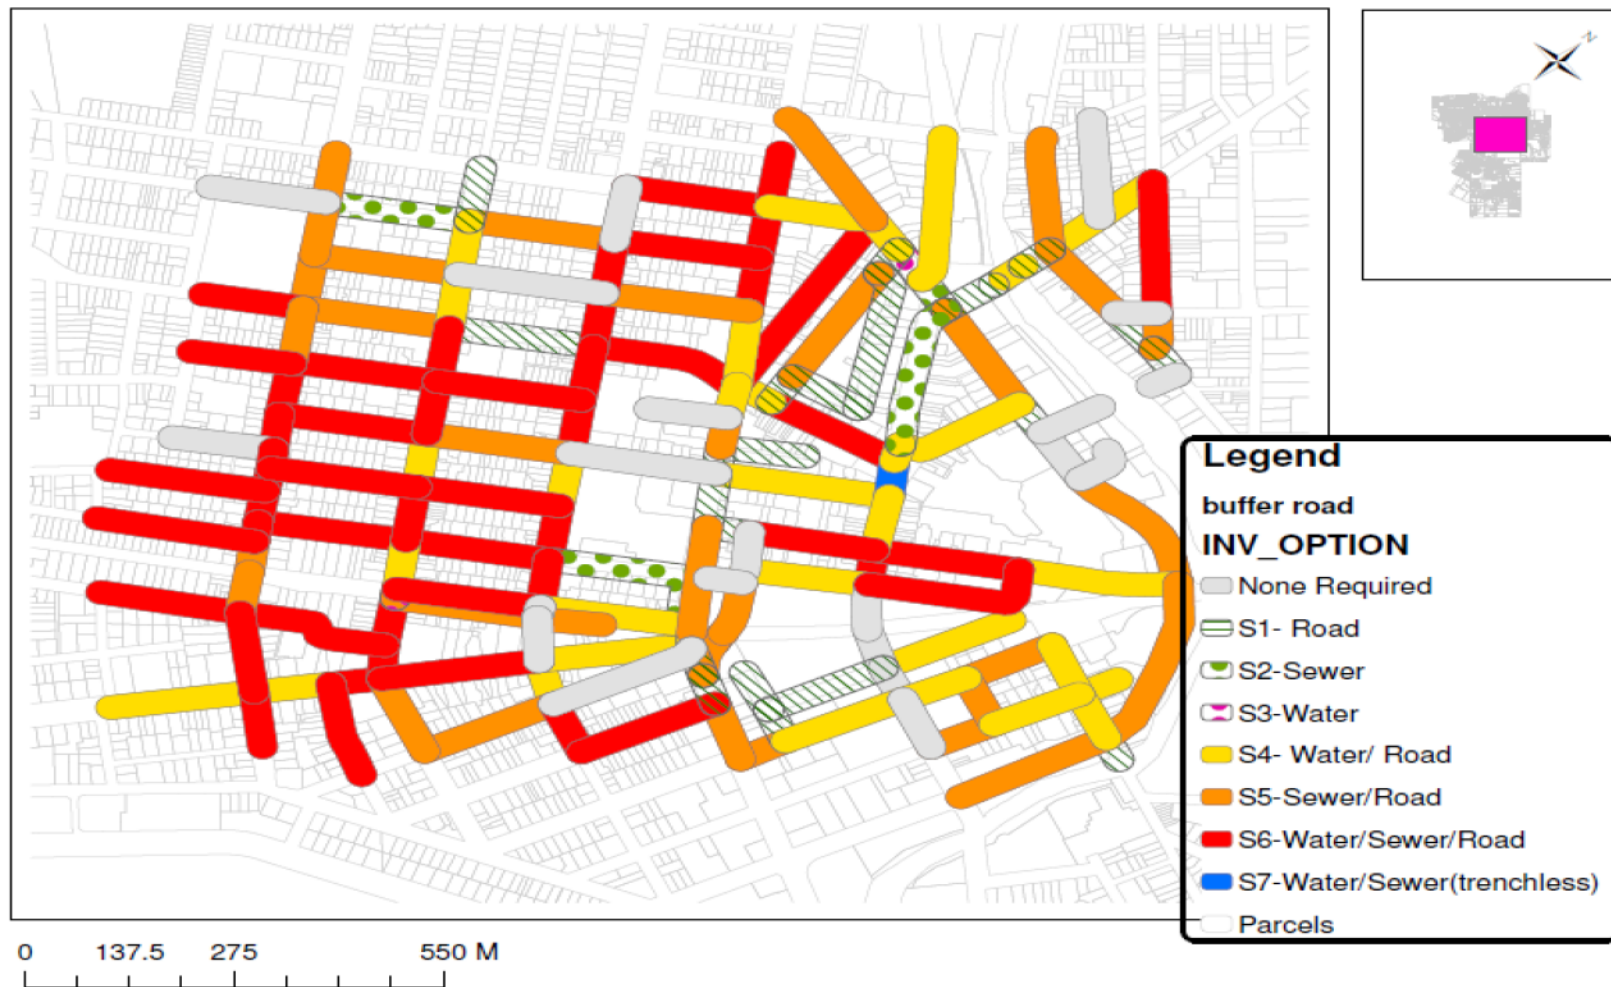 Z
Legend
buffer road
INV_OPTION
None Required
S1- Road
S2-Sewer
S3-Water
S4- Water/ Road
S5-Sewer/Road
S6-Water/Sewer/Road
S7-Water/Sewer(trenchless)
Parcels
0 137.5 275 550 M